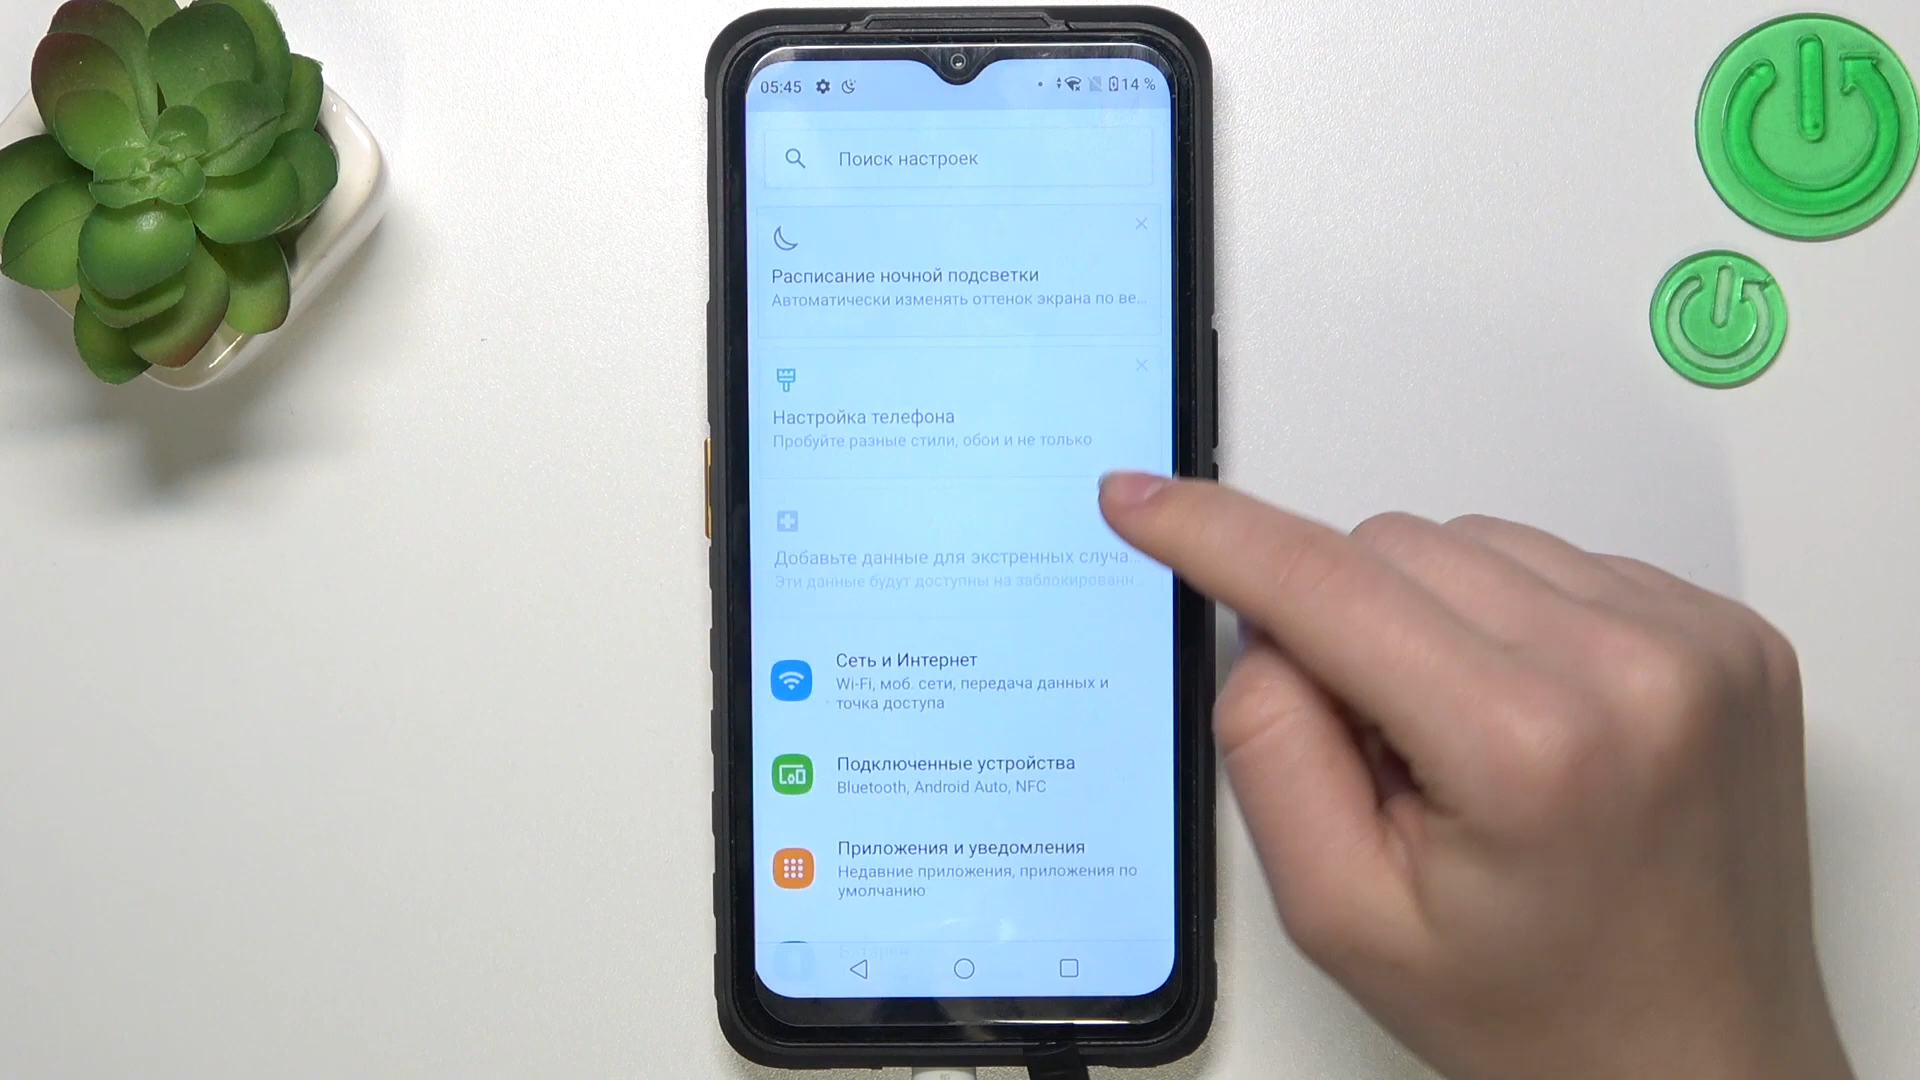 05:45
14 %
Поиск настроек
Расписание ночной подсветки
Автоматически изменять оттенок экрана по ве...
Настройка телефона
Пробуйте разные стили, обои и не только
Добавьте данные для экстренных случа...
Эти данные будут доступны на заблокированн...
Сеть и Интернет
Wi-Fi, моб. сети, передача данных и
точка доступа
Подключенные устройства
Bluetooth, Android Auto, NFC
Приложения и уведомления
Недавние приложения, приложения по
умолчанию
Батарея